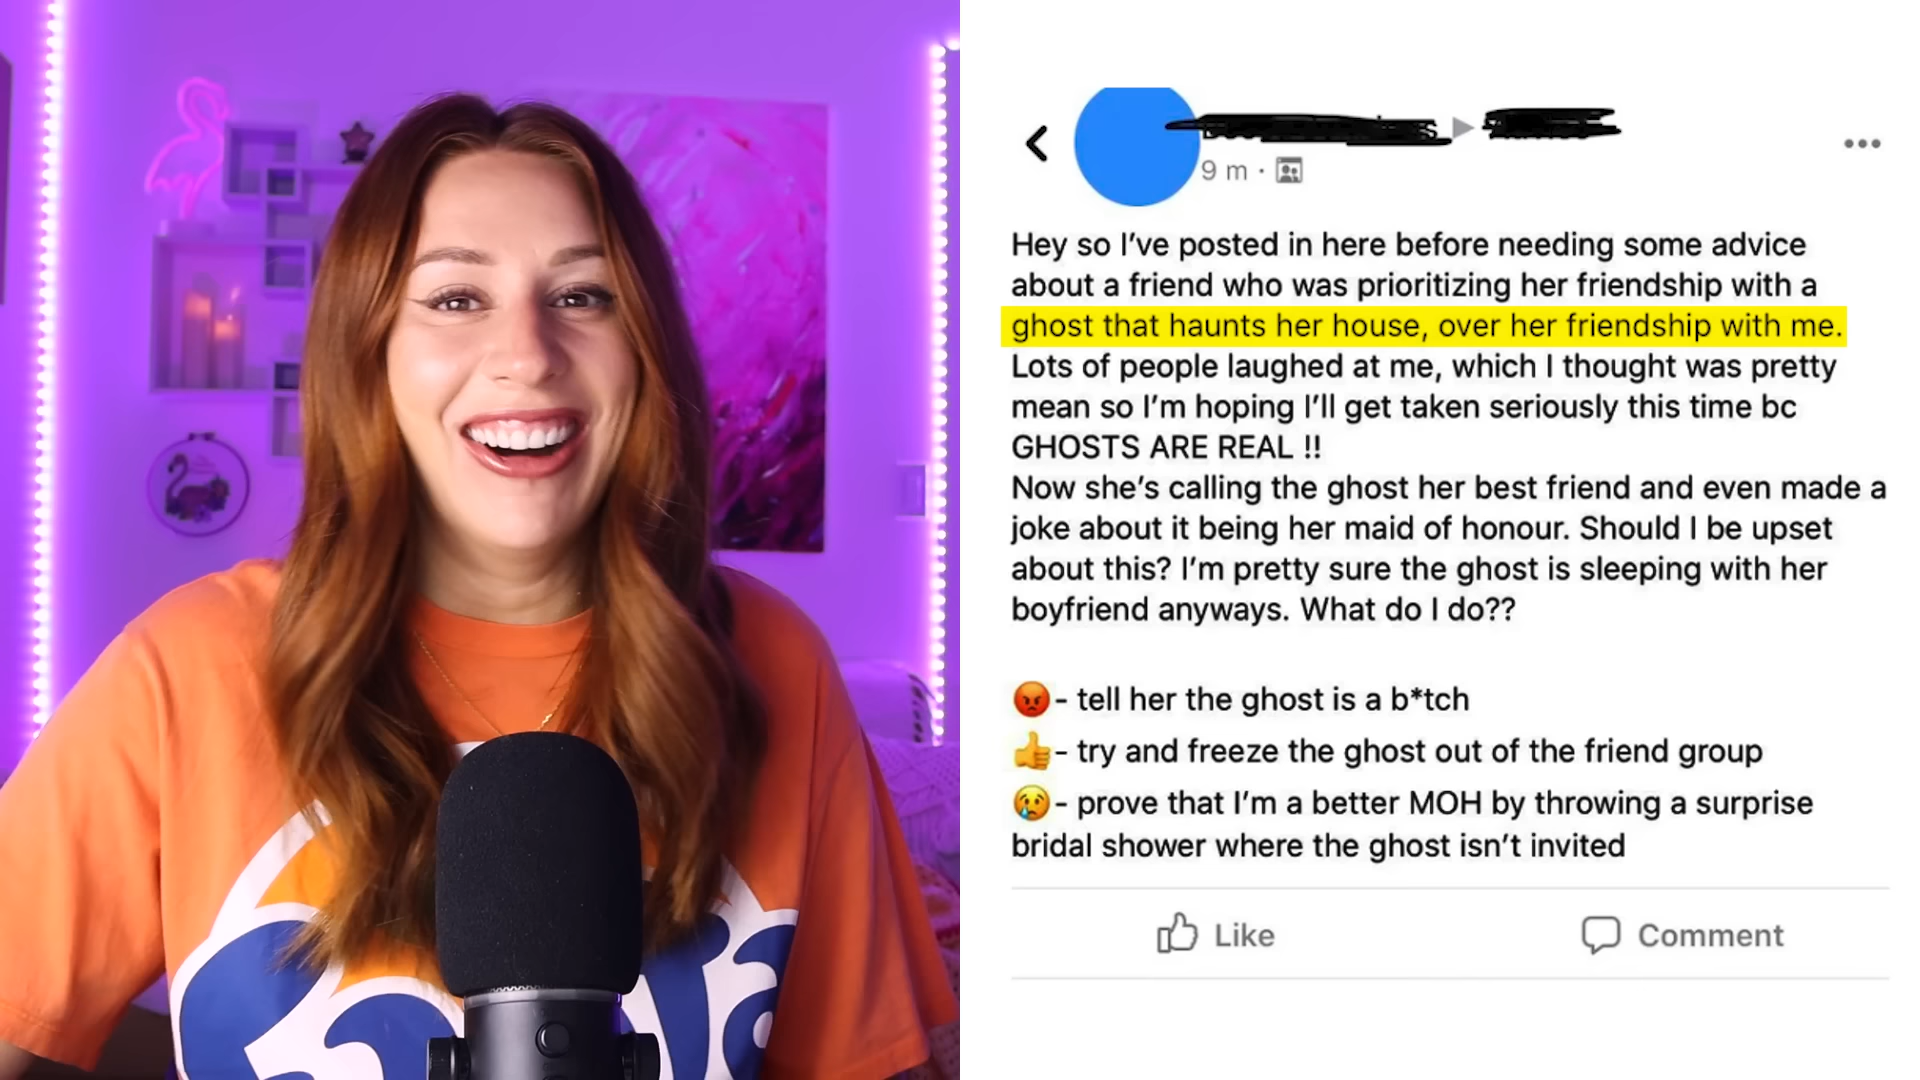 9 m ·
Hey so I’ve posted in here before needing some advice
about a friend who was prioritizing her friendship with a
ghost that haunts her house, over her friendship with me.
Lots of people laughed at me, which I thought was pretty
mean so I’m hoping I’ll get taken seriously this time bc
GHOSTS ARE REAL !!
Now she’s calling the ghost her best friend and even made a
joke about it being her maid of honour. Should I be upset
about this? I’m pretty sure the ghost is sleeping with her
boyfriend anyways. What do I do??
😡- tell her the ghost is a b*tch
👍- try and freeze the ghost out of the friend group
😢- prove that I’m a better MOH by throwing a surprise
bridal shower where the ghost isn’t invited
Like
Comment